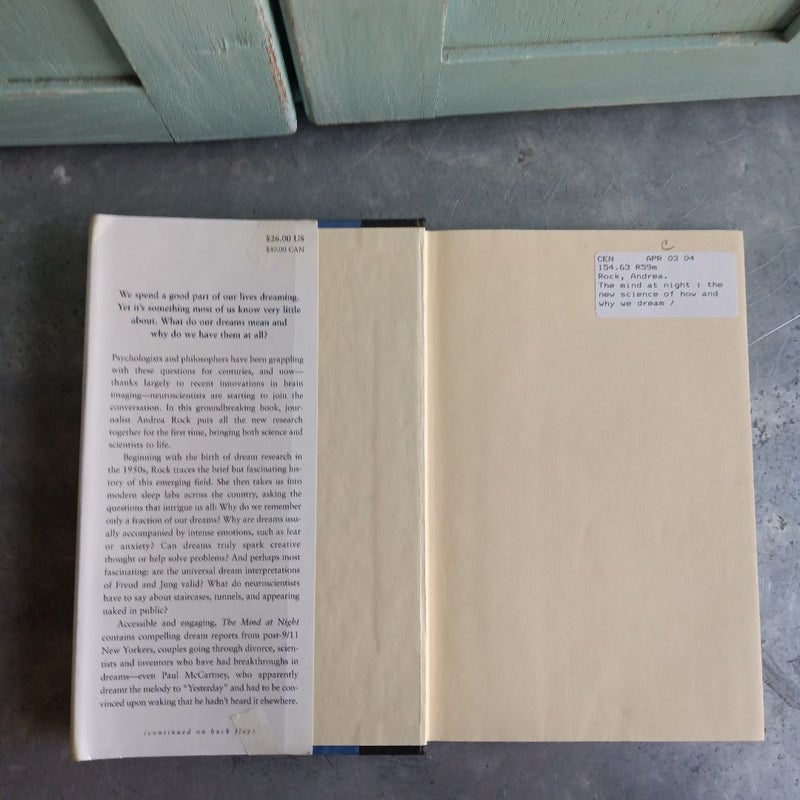 $26.00 US
$40.00 CAN
We spend a good part of our lives dreaming.
Yet it's something most of us know very little
about. What do our dreams mean and
why do we have them at all?
Psychologists and philosophers have been grappling
with these questions for centuries, and now—
thanks largely to recent innovations in brain
imaging—neuroscientists are starting to join the
conversation. In this groundbreaking book, jour-
nalist Andrea Rock puts all the new research
together for the first time, bringing both science and
scientists to life.
Beginning with the birth of dream research in
the 1950s, Rock traces the brief but fascinating his-
tory of this emerging field. She then takes us into
modern sleep labs across the country, asking the
questions that intrigue us all: Why do we remember
only a fraction of our dreams? Why are dreams usu-
ally accompanied by intense emotions, such as fear
or anxiety? Can dreams truly spark creative
thought or help solve problems? And perhaps most
fascinating: are the universal dream interpretations
of Freud and Jung valid? What do neuroscientists
have to say about staircases, tunnels, and appearing
naked in public?
Accessible and engaging, The Mind at Night
contains compelling dream reports from post-9/11
New Yorkers, couples going through divorce, scien-
tists and inventors who have had breakthroughs in
dreams—even Paul McCartney, who apparently
dreamt the melody to "Yesterday" and had to be con-
vinced upon waking that he hadn't heard it elsewhere.
(continued on back flap)
C
CEN APR 03 04
154.63 R59m
Rock, Andrea.
The mind at night : the
new science of how and
why we dream /